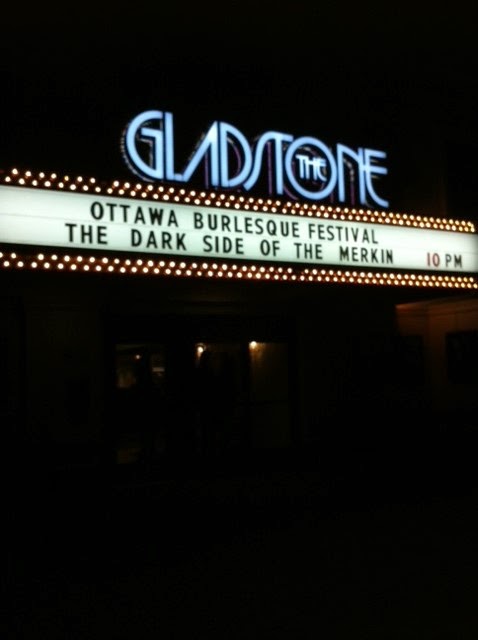 THE GLADSTONE
OTTAWA BURLESQUE FESTIVAL
THE DARK SIDE OF THE MERKIN 10 PM